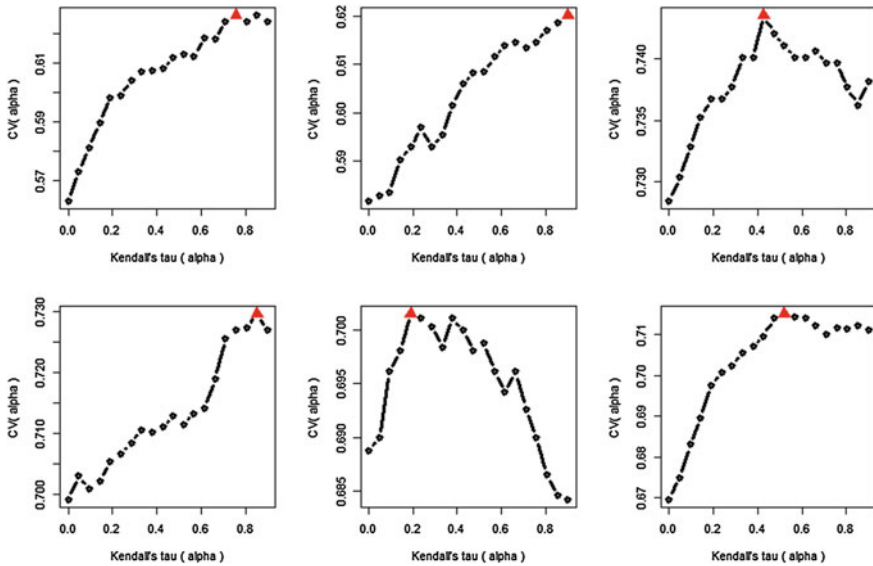 CV( alpha )
0.57 0.59 0.61
0.0 0.2 0.4 0.6 0.8
Kendall's tau ( alpha )
CV( alpha )
0.59 0.60 0.61 0.62
0.0 0.2 0.4 0.6 0.8
Kendall's tau ( alpha )
CV( alpha )
0.730 0.735 0.740
0.0 0.2 0.4 0.6 0.8
Kendall's tau ( alpha )
CV( alpha )
0.700 0.710 0.720 0.730
0.0 0.2 0.4 0.6 0.8
Kendall's tau ( alpha )
CV( alpha )
0.685 0.690 0.695 0.700
0.0 0.2 0.4 0.6 0.8
Kendall's tau ( alpha )
CV( alpha )
0.67 0.68 0.69 0.70 0.71
0.0 0.2 0.4 0.6 0.8
Kendall's tau ( alpha )